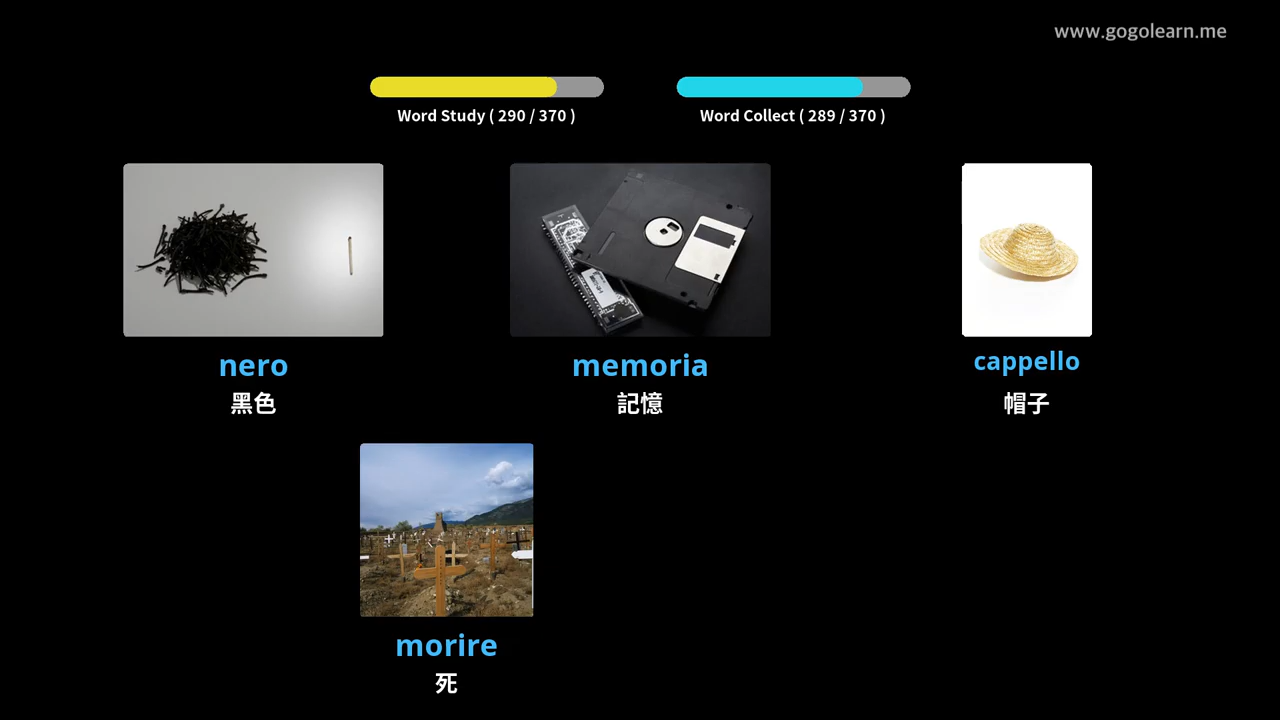 www.gogolearn.me
Word Study ( 290 / 370 )
Word Collect ( 289 / 370 )
nero
黑色
memoria
記憶
cappello
帽子
morire
死